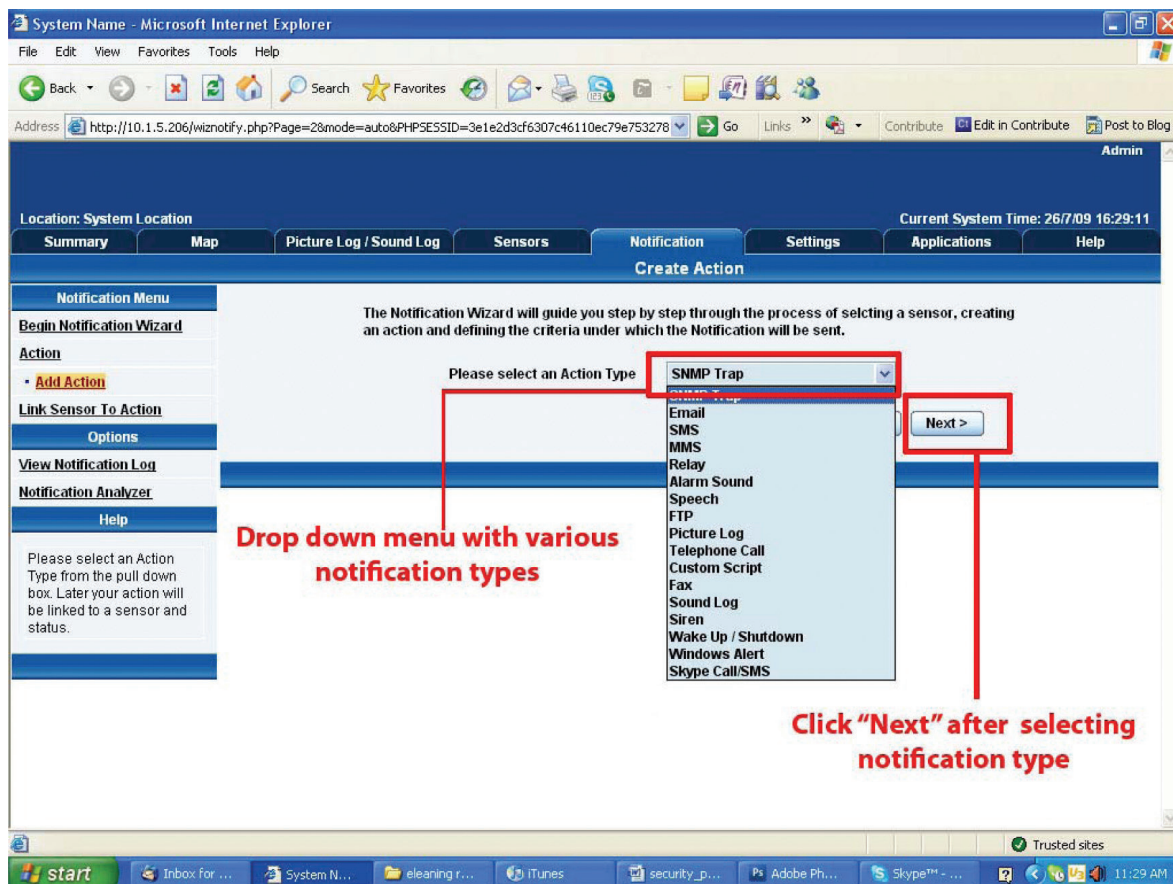 System Name - Microsoft Internet Explorer
File Edit View Favorites Tools Help
Back Search Favorites
Address http://10.1.5.206/wiznotify.php?Page=2&mode=auto&PHPSESSID=3e1e2d3cf6307c46110ec79e753278 Go Links » Contribute Edit in Contribute Post to Blog
Admin
Location: System Location Current System Time: 26/7/09 16:29:11
Summary Map Picture Log / Sound Log Sensors Notification Settings Applications Help
Create Action
Notification Menu
Begin Notification Wizard
Action
Add Action
Link Sensor To Action
Options
View Notification Log
Notification Analyzer
Help
Please select an Action
Type from the pull down
box. Later your action will
be linked to a sensor and
status.
The Notification Wizard will guide you step by step through the process of selcting a sensor, creating
an action and defining the criteria under which the Notification will be sent.
Please select an Action Type SNMP Trap
SNMP Trap
Email
SMS
MMS
Relay
Alarm Sound
Speech
FTP
Picture Log
Telephone Call
Custom Script
Fax
Sound Log
Siren
Wake Up / Shutdown
Windows Alert
Skype Call/SMS
Next >
Drop down menu with various
notification types
Click "Next" after selecting
notification type
Trusted sites
start Inbox for ... System N... eleaning r... iTunes security_p... Adobe Ph... Skype™ - ... 11:29 AM